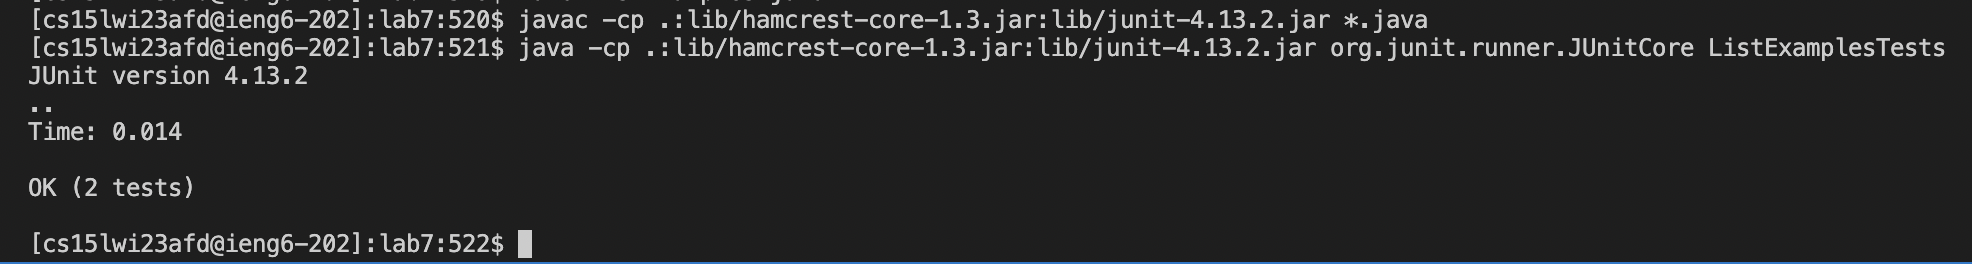 [cs15lwi23afd@ieng6-202]:lab7:520$ javac -cp .:lib/hamcrest-core-1.3.jar:lib/junit-4.13.2.jar *.java
[cs15lwi23afd@ieng6-202]:lab7:521$ java -cp .:lib/hamcrest-core-1.3.jar:lib/junit-4.13.2.jar org.junit.runner.JUnitCore ListExamplesTests
JUnit version 4.13.2
..
Time: 0.014
OK (2 tests)
[cs15lwi23afd@ieng6-202]:lab7:522$